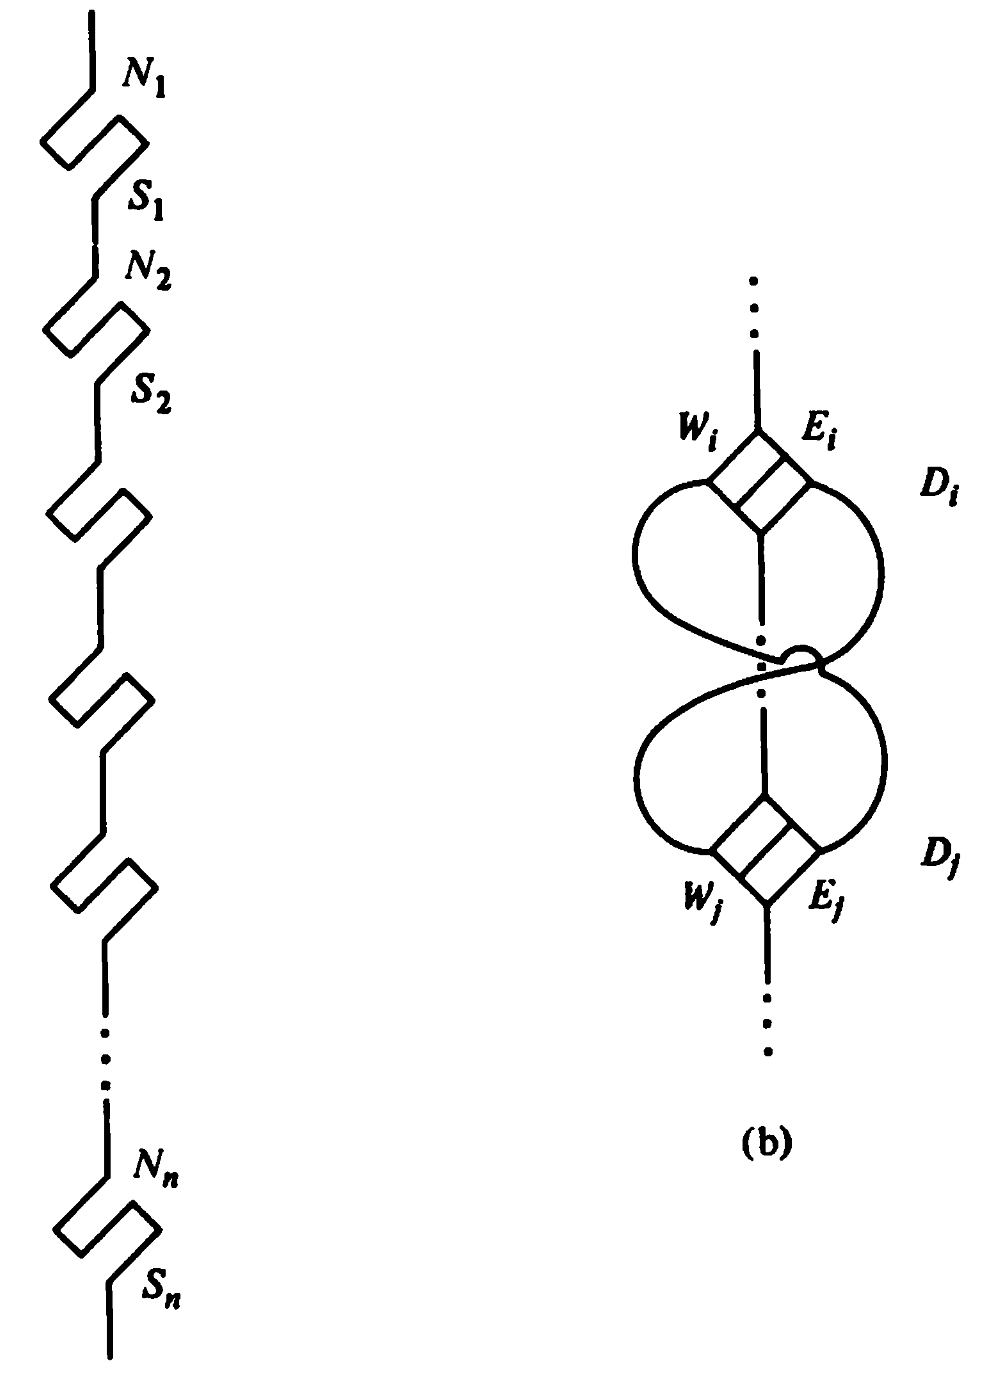 N₁
S₁
N₂
S₂
Nₙ
Sₙ
Wᵢ Eᵢ
Dᵢ
Dⱼ
Wⱼ Eⱼ
(b)